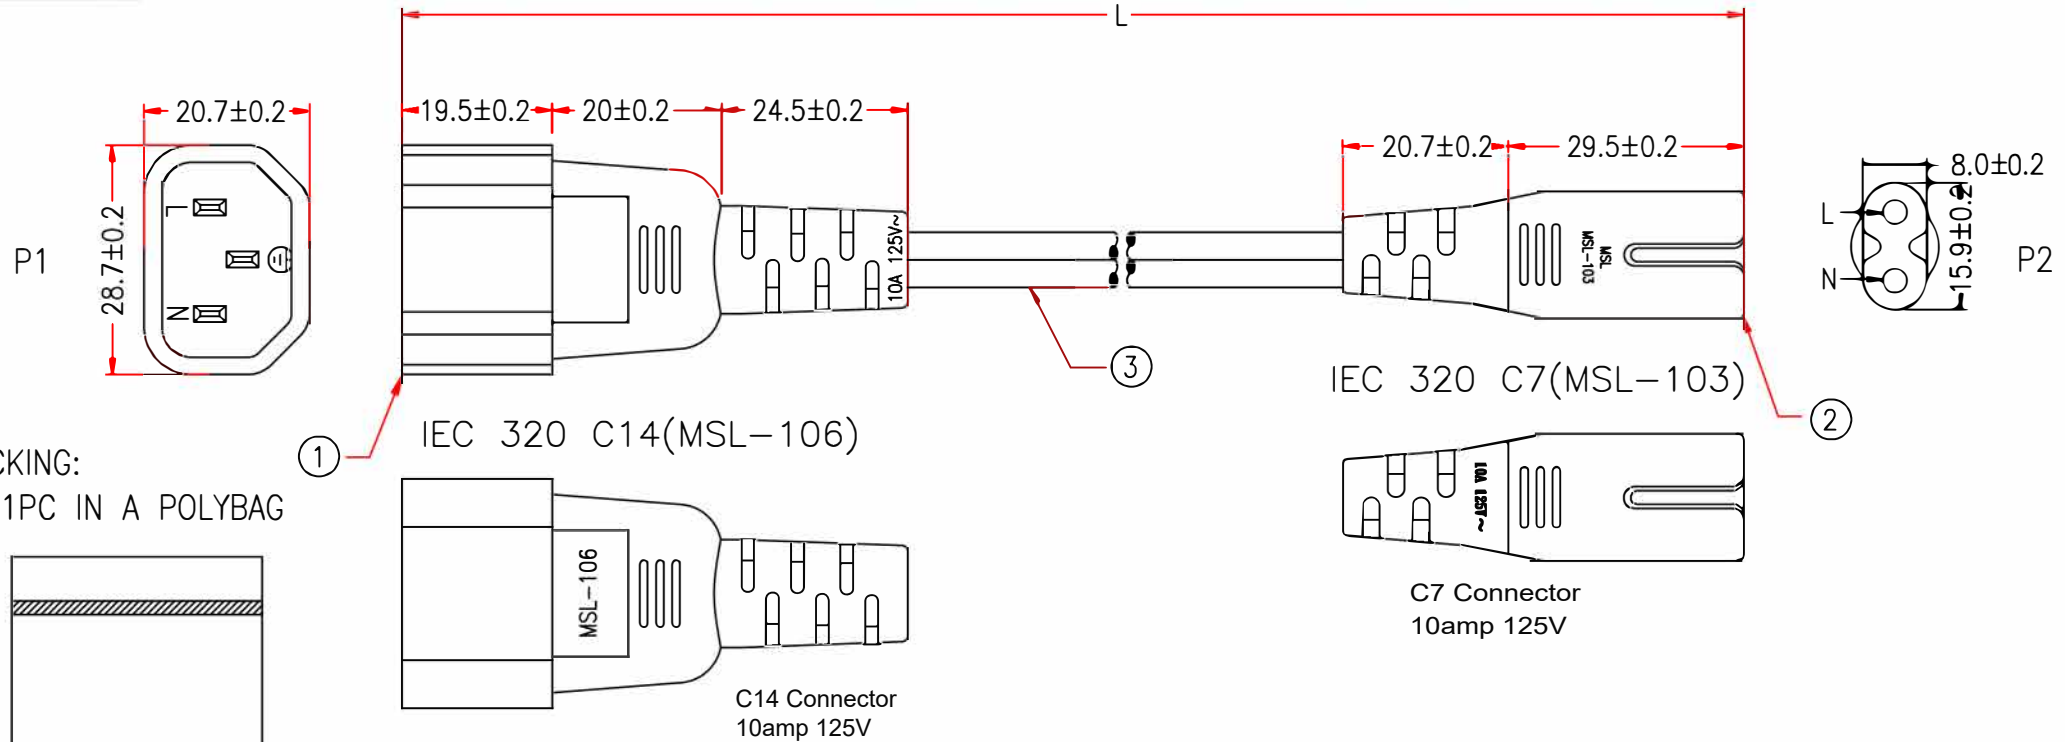 L
20.7±0.2
19.5±0.2
20±0.2
24.5±0.2
20.7±0.2
29.5±0.2
8.0±0.2
P1
28.7±0.2
L
N
10A 125V~
MSL
MSL-103
L
N
15.9±0.2
P2
3
IEC 320 C14(MSL-106)
IEC 320 C7(MSL-103)
1
2
CKING:
1PC IN A POLYBAG
MSL-106
10A 125V~
C14 Connector
10amp 125V
C7 Connector
10amp 125V